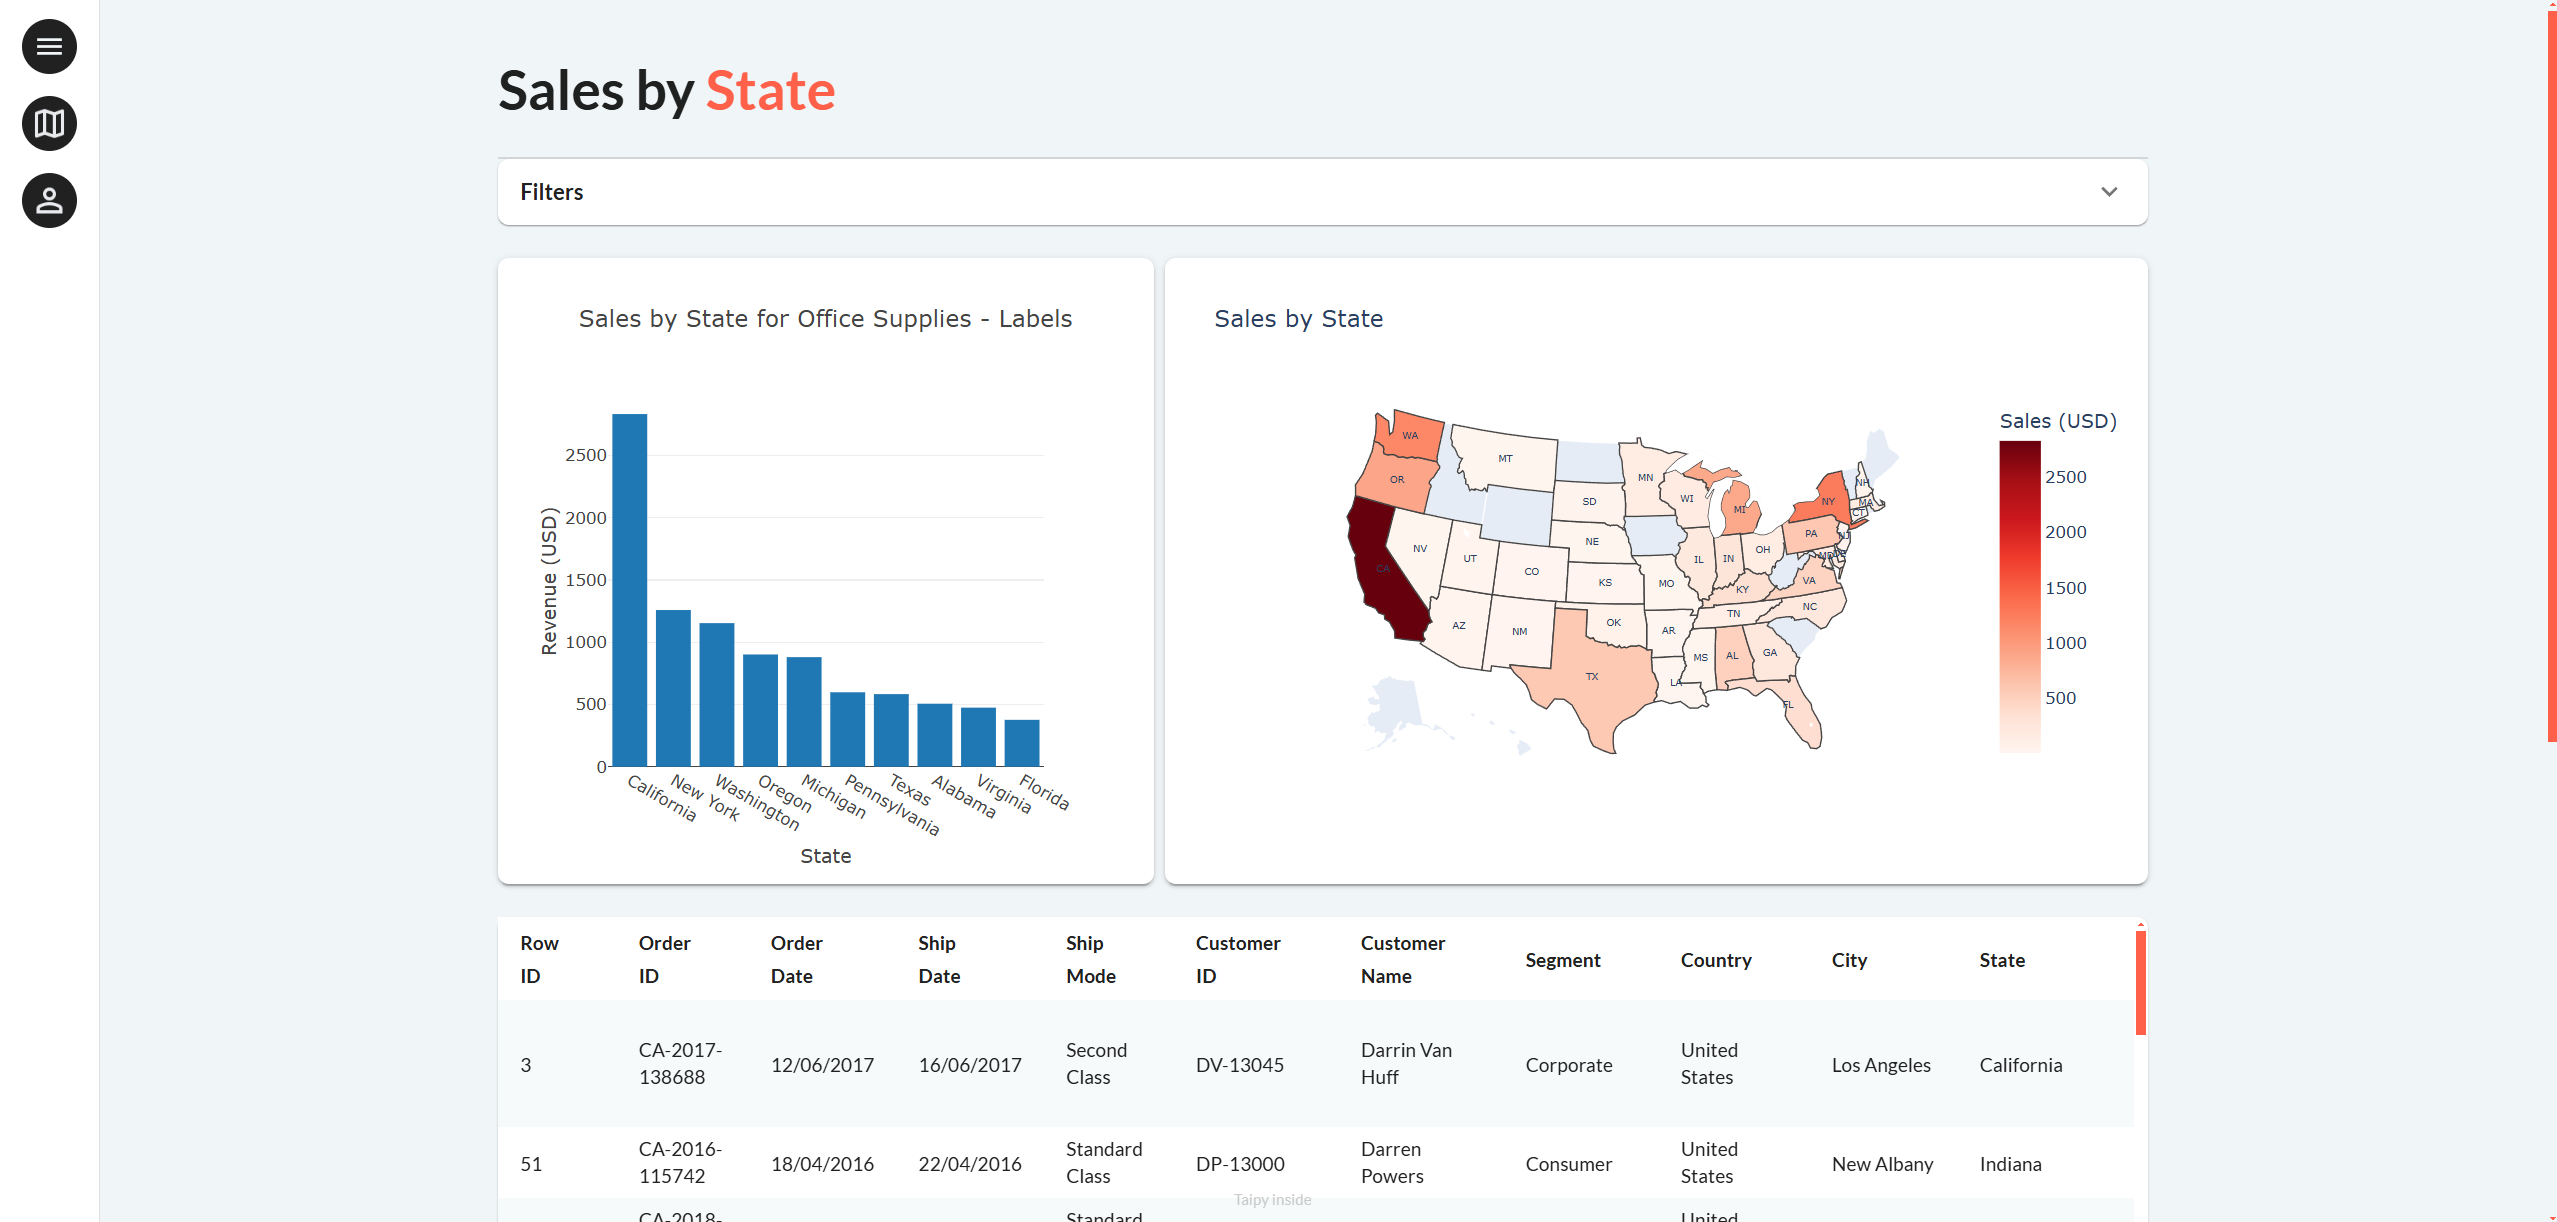 Sales by State
Filters
Sales by State for Office Supplies - Labels
2500
2000
1500
1000
500
0
Revenue (USD)
California
New York
Washington
Oregon
Michigan
Pennsylvania
Texas
Alabama
Virginia
Florida
State
Sales by State
WA
MT
OR
MN
SD
WI
MI
NY
NH
MA
CT
NV
UT
NE
PA
NJ
CO
IL
IN
OH
MD
DE
CA
KS
MO
KY
VA
AZ
NM
OK
AR
TN
NC
TX
LA
MS
AL
GA
FL
Sales (USD)
2500
2000
1500
1000
500
Row ID Order ID Order Date Ship Date Ship Mode Customer ID Customer Name Segment Country City State
3 CA-2017-138688 12/06/2017 16/06/2017 Second Class DV-13045 Darrin Van Huff Corporate United States Los Angeles California
51 CA-2016-115742 18/04/2016 22/04/2016 Standard Class DP-13000 Darren Powers Consumer United States New Albany Indiana
Taipy inside
CA-2018- Standard United